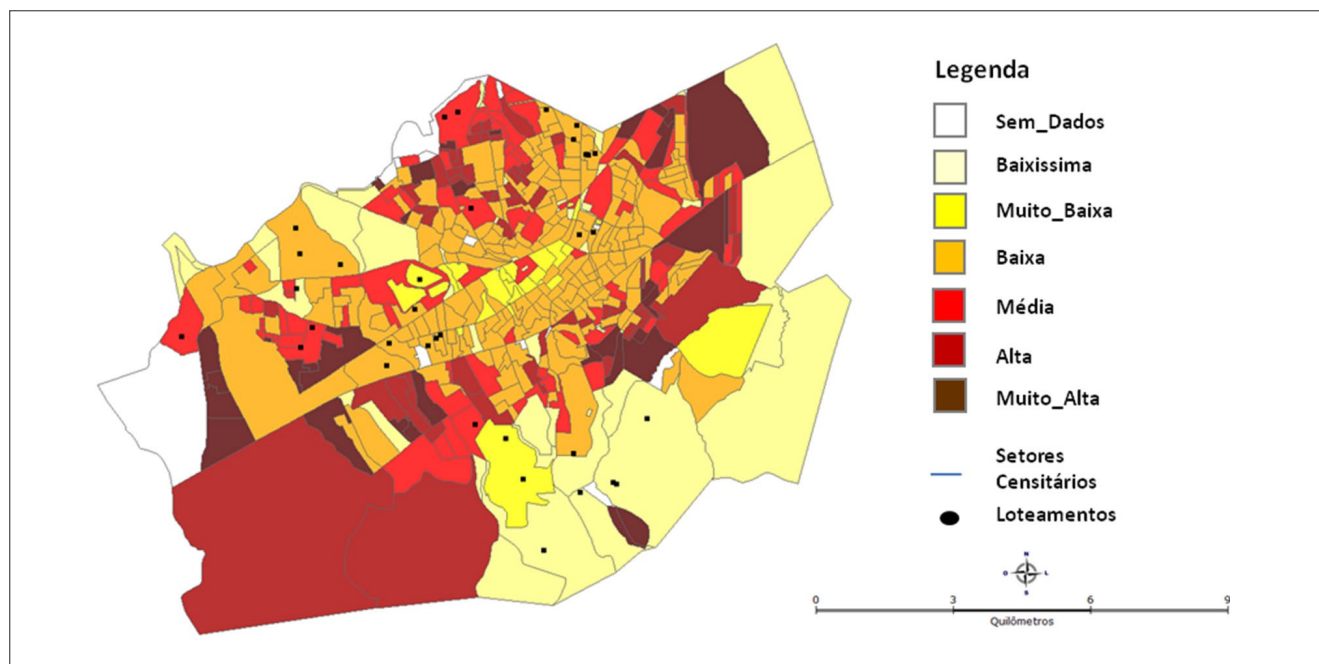 Legenda
Sem_Dados
Baixissima
Muito_Baixa
Baixa
Média
Alta
Muito_Alta
Setores
Censitários
Loteamentos
N
O L
S
0 3 6 9
Quilômetros